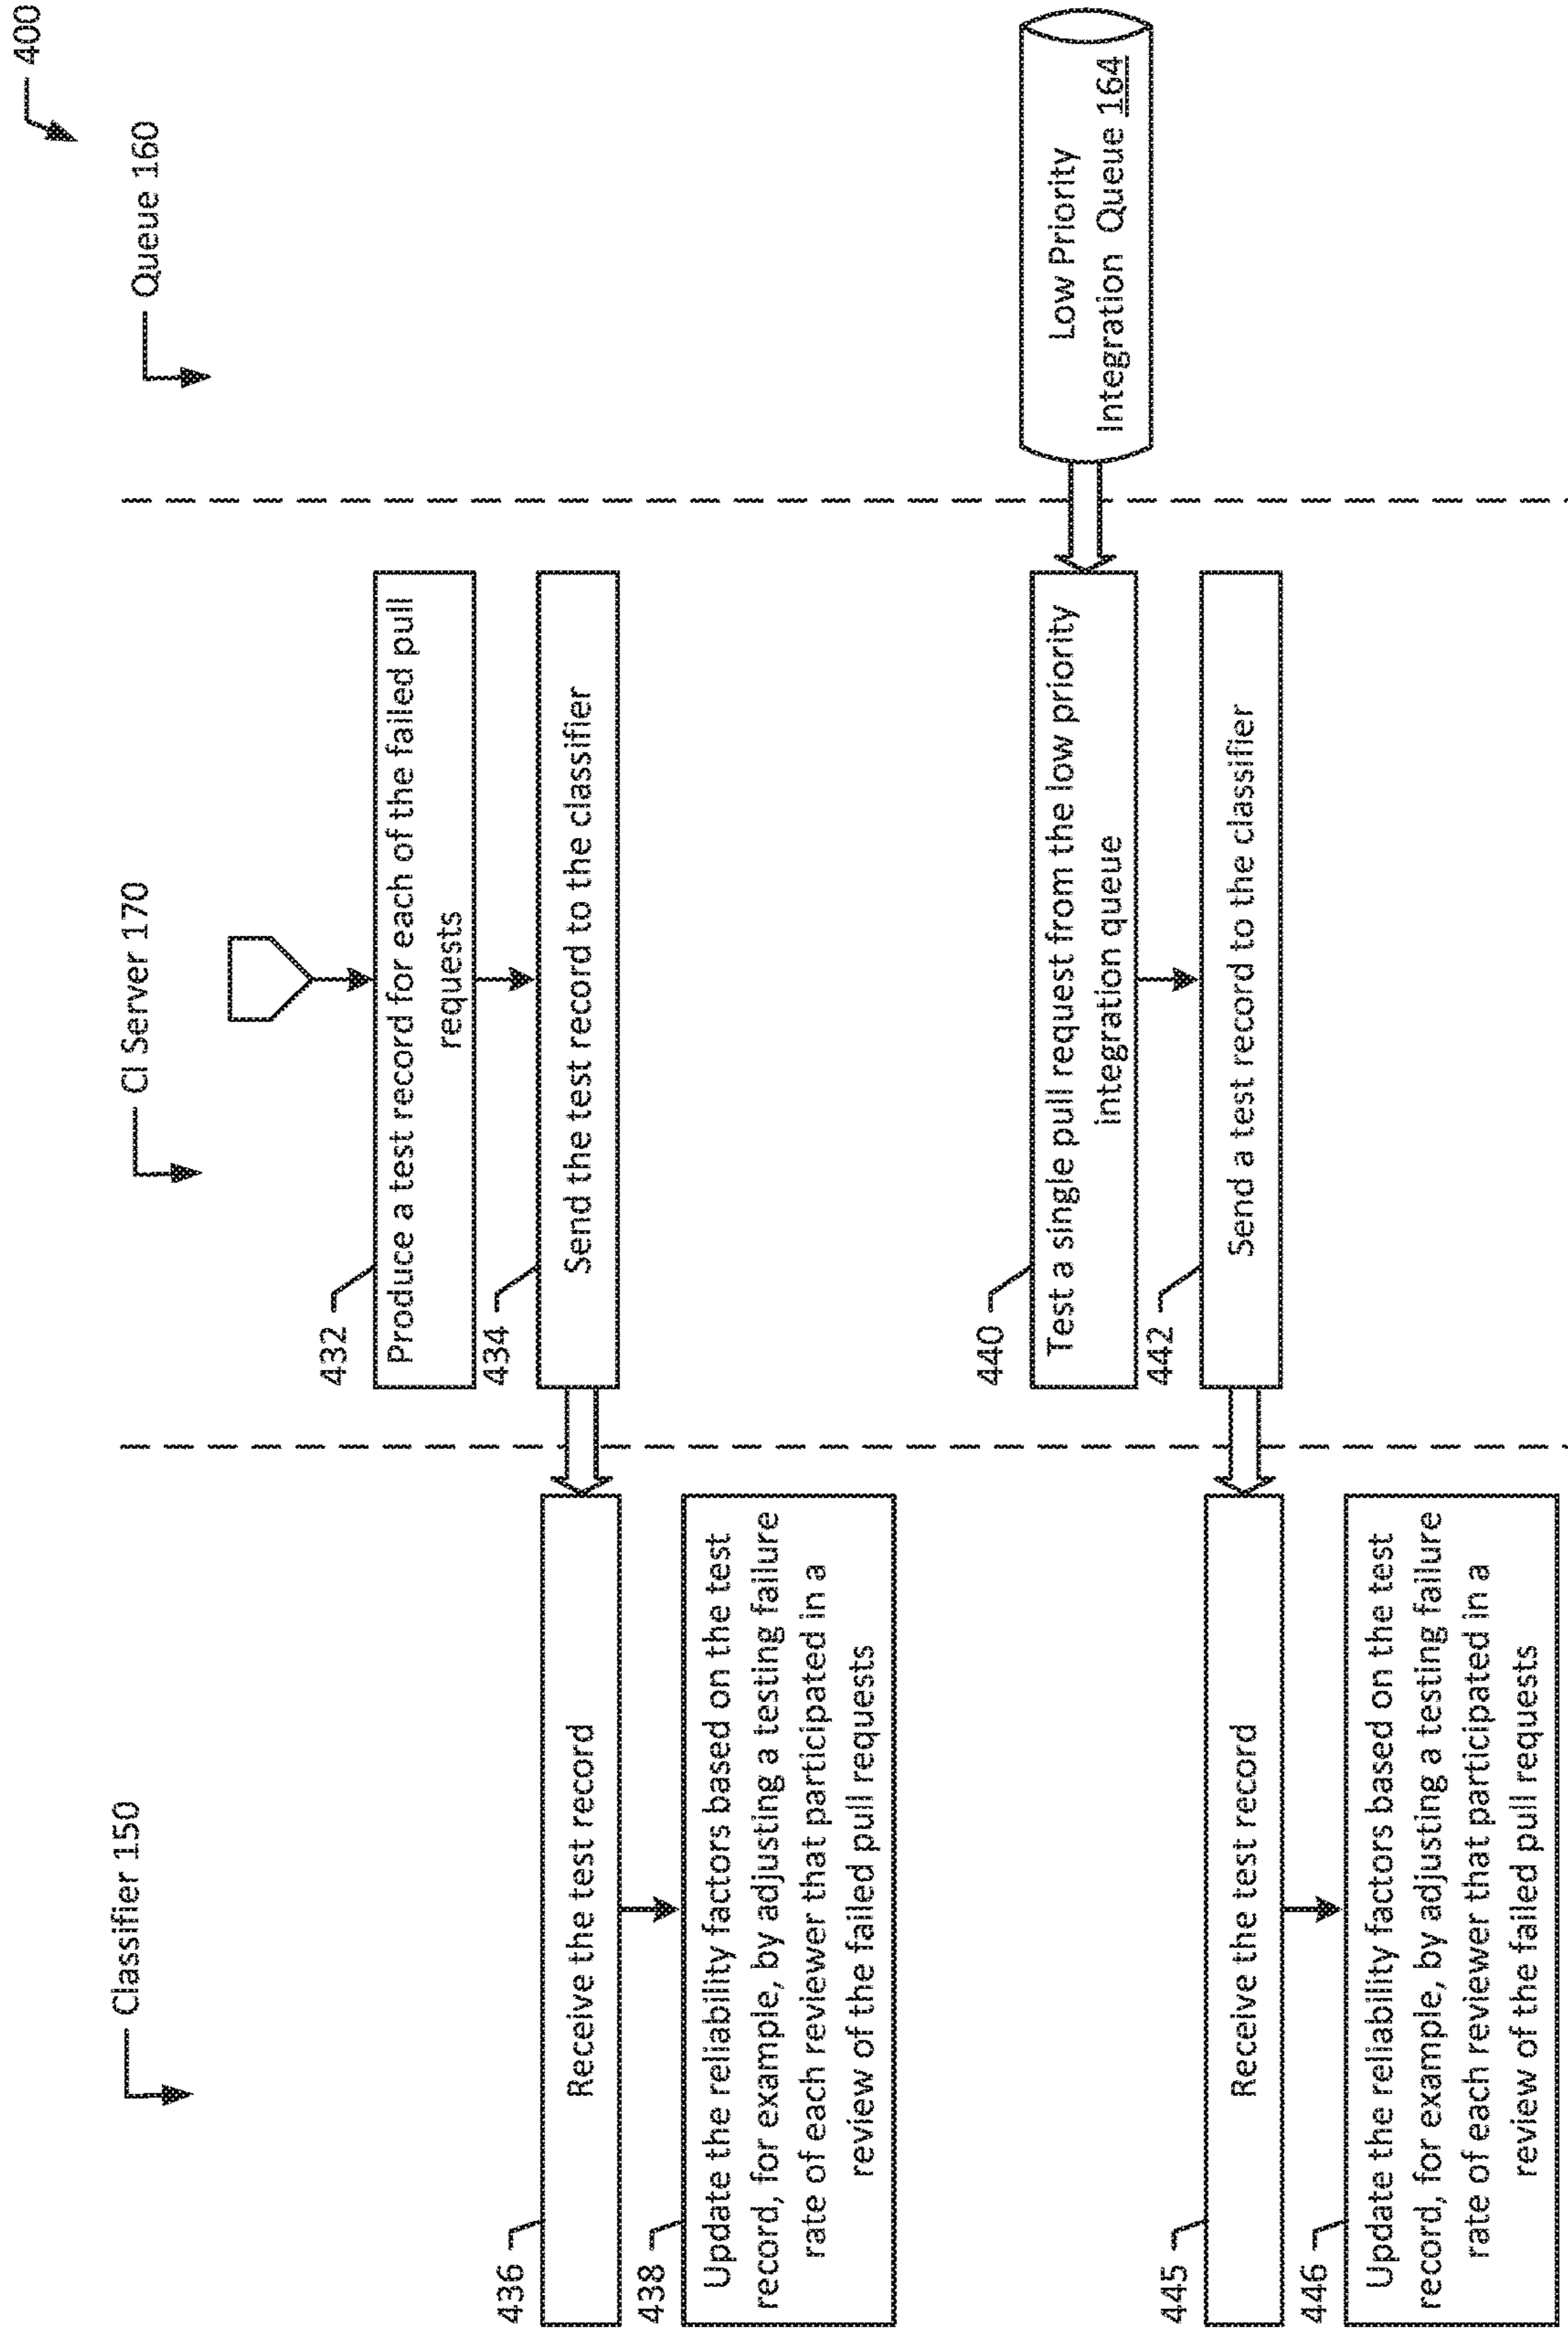 400
Classifier 150
CI Server 170
Queue 160
432
Produce a test record for each of the failed pull
requests
434
Send the test record to the classifier
436
Receive the test record
438
Update the reliability factors based on the test
record, for example, by adjusting a testing failure
rate of each reviewer that participated in a
review of the failed pull requests
Low Priority
Integration Queue 164
440
Test a single pull request from the low priority
integration queue
442
Send a test record to the classifier
445
Receive the test record
446
Update the reliability factors based on the test
record, for example, by adjusting a testing failure
rate of each reviewer that participated in a
review of the failed pull requests